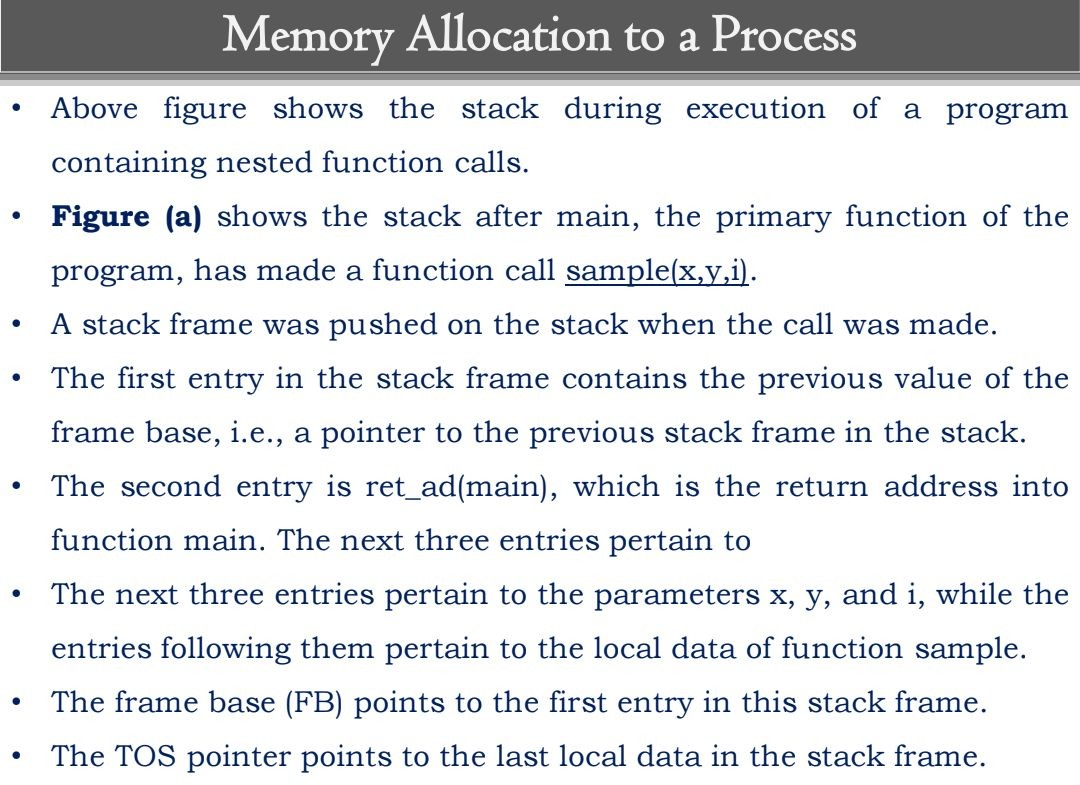 Memory Allocation to a Process
• Above figure shows the stack during execution of a program
containing nested function calls.
• Figure (a) shows the stack after main, the primary function of the
program, has made a function call sample(x,y,i).
• A stack frame was pushed on the stack when the call was made.
• The first entry in the stack frame contains the previous value of the
frame base, i.e., a pointer to the previous stack frame in the stack.
• The second entry is ret_ad(main), which is the return address into
function main. The next three entries pertain to
• The next three entries pertain to the parameters x, y, and i, while the
entries following them pertain to the local data of function sample.
• The frame base (FB) points to the first entry in this stack frame.
• The TOS pointer points to the last local data in the stack frame.